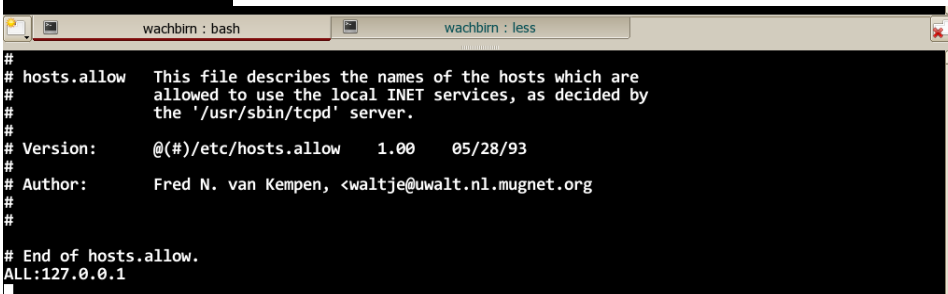 wachbirn : bash wachbirn : less
#
# hosts.allow This file describes the names of the hosts which are
# allowed to use the local INET services, as decided by
# the '/usr/sbin/tcpd' server.
#
# Version: @(#)/etc/hosts.allow 1.00 05/28/93
#
# Author: Fred N. van Kempen, <waltje@uwalt.nl.mugnet.org
#
#
# End of hosts.allow.
ALL:127.0.0.1